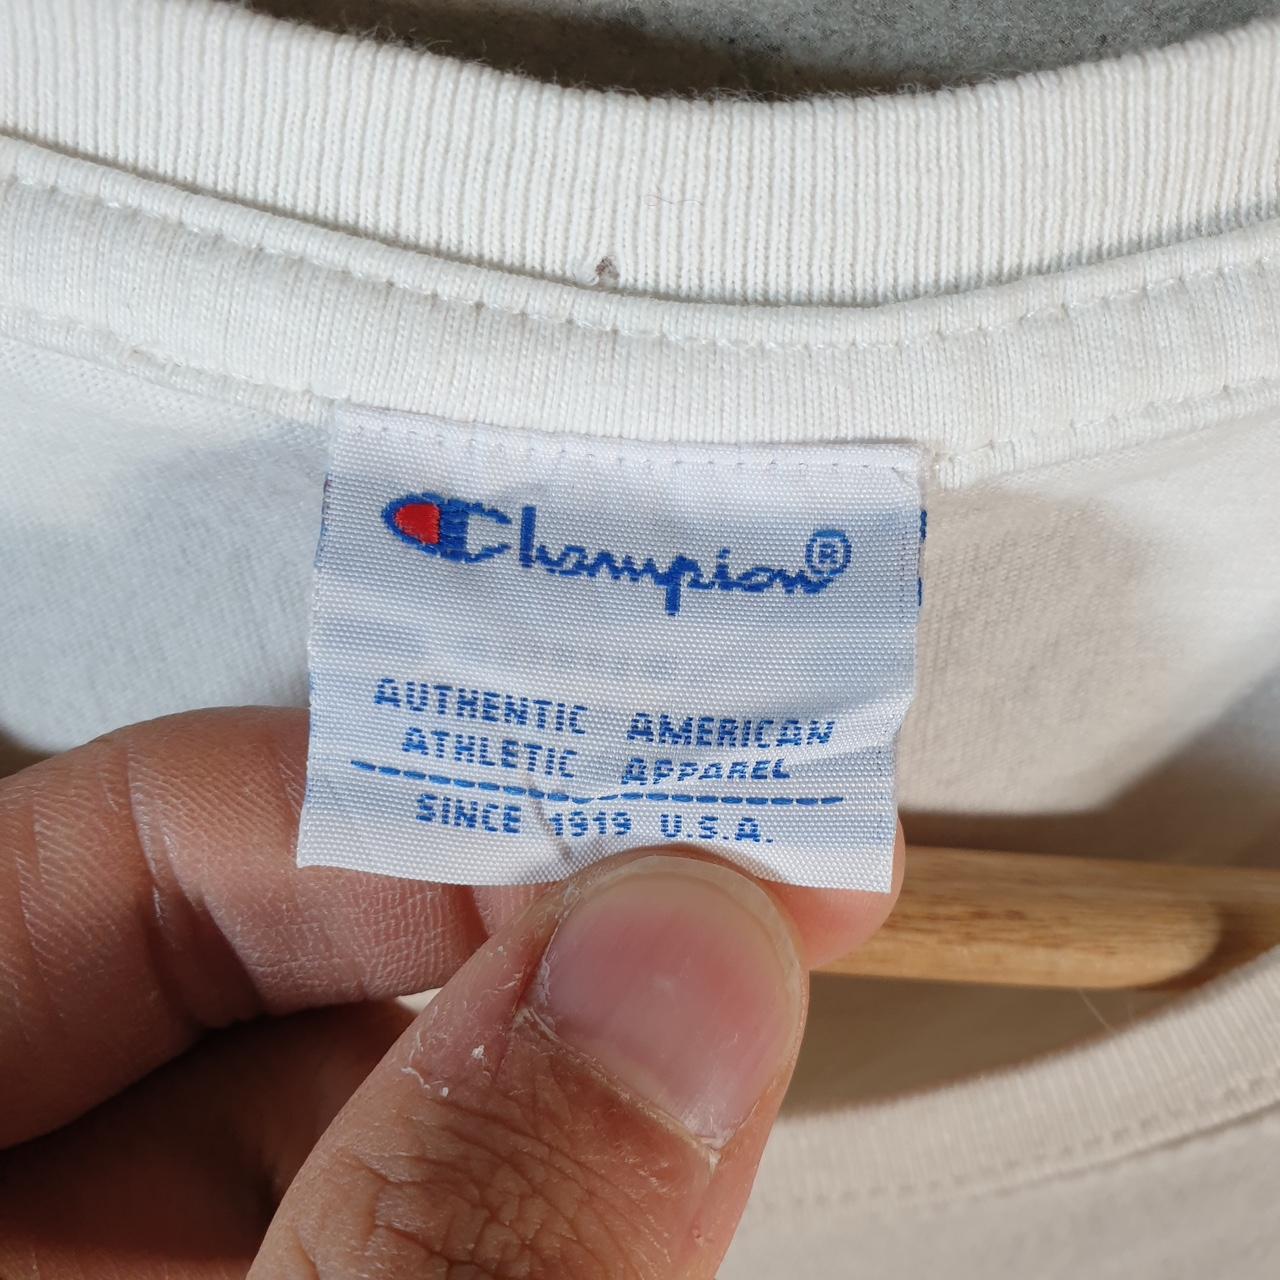 Champion®
AUTHENTIC AMERICAN
ATHLETIC APPAREL
SINCE 1919 U.S.A.